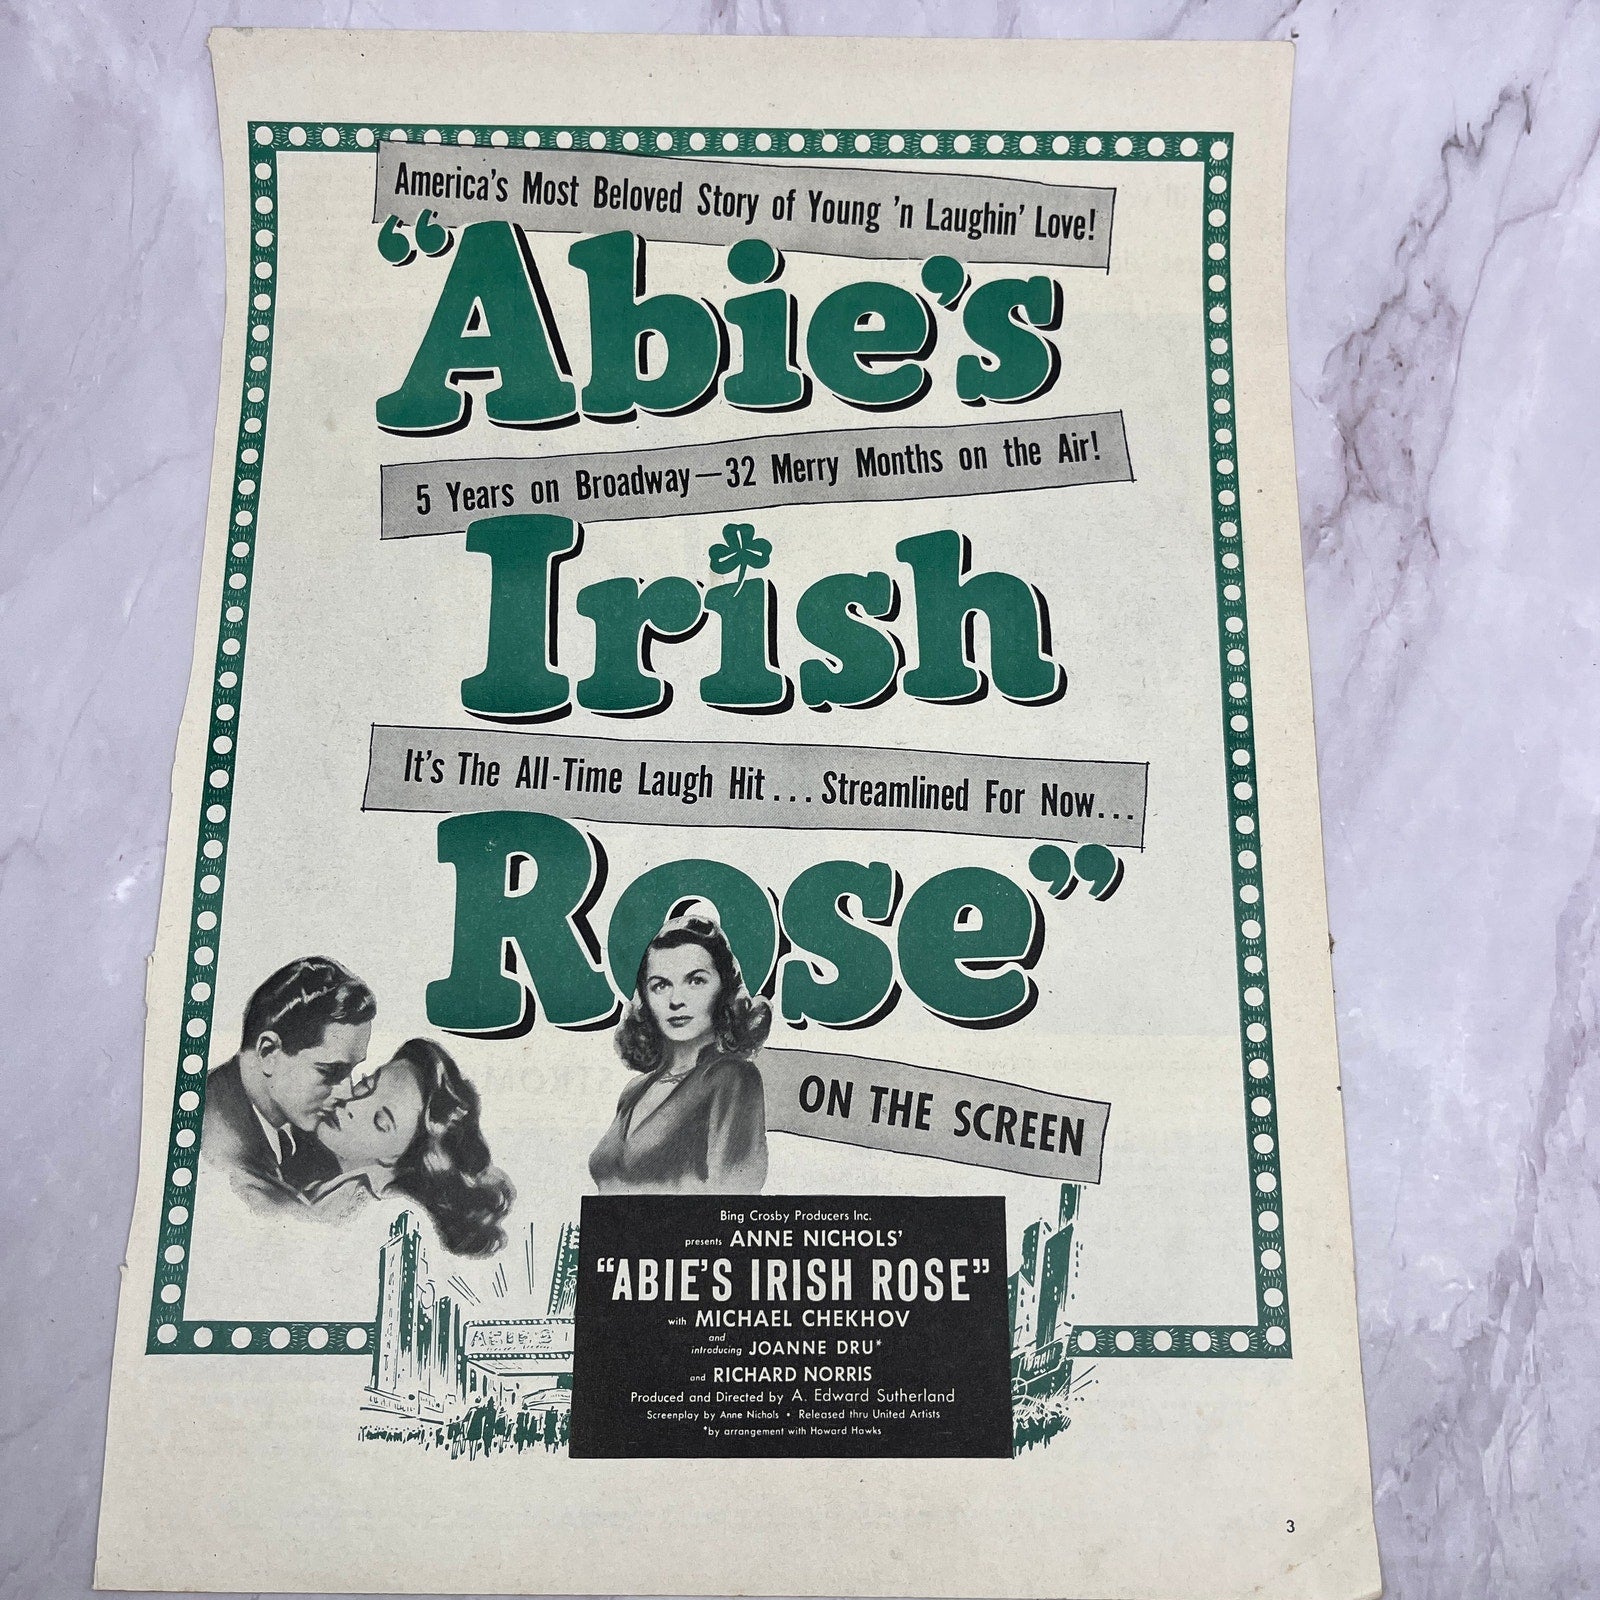 America's Most Beloved Story of Young 'n Laughin' Love!
“Abie's
5 Years on Broadway—32 Merry Months on the Air!
Irish
It's The All-Time Laugh Hit... Streamlined For Now...
Rose”
ON THE SCREEN
Bing Crosby Producers Inc.
presents ANNE NICHOLS'
“ABIE'S IRISH ROSE”
with MICHAEL CHEKHOV
and
introducing JOANNE DRU*
and RICHARD NORRIS
Produced and Directed by A. Edward Sutherland
Screenplay by Anne Nichols • Released thru United Artists
*by arrangement with Howard Hawks
ABIE'S I
3